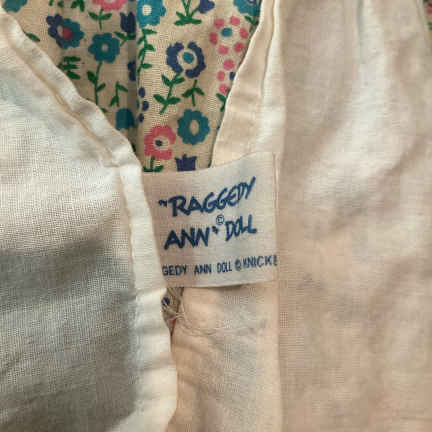 "RAGGEDY
ANN"© DOLL
GEDY ANN DOLL © KNICKE